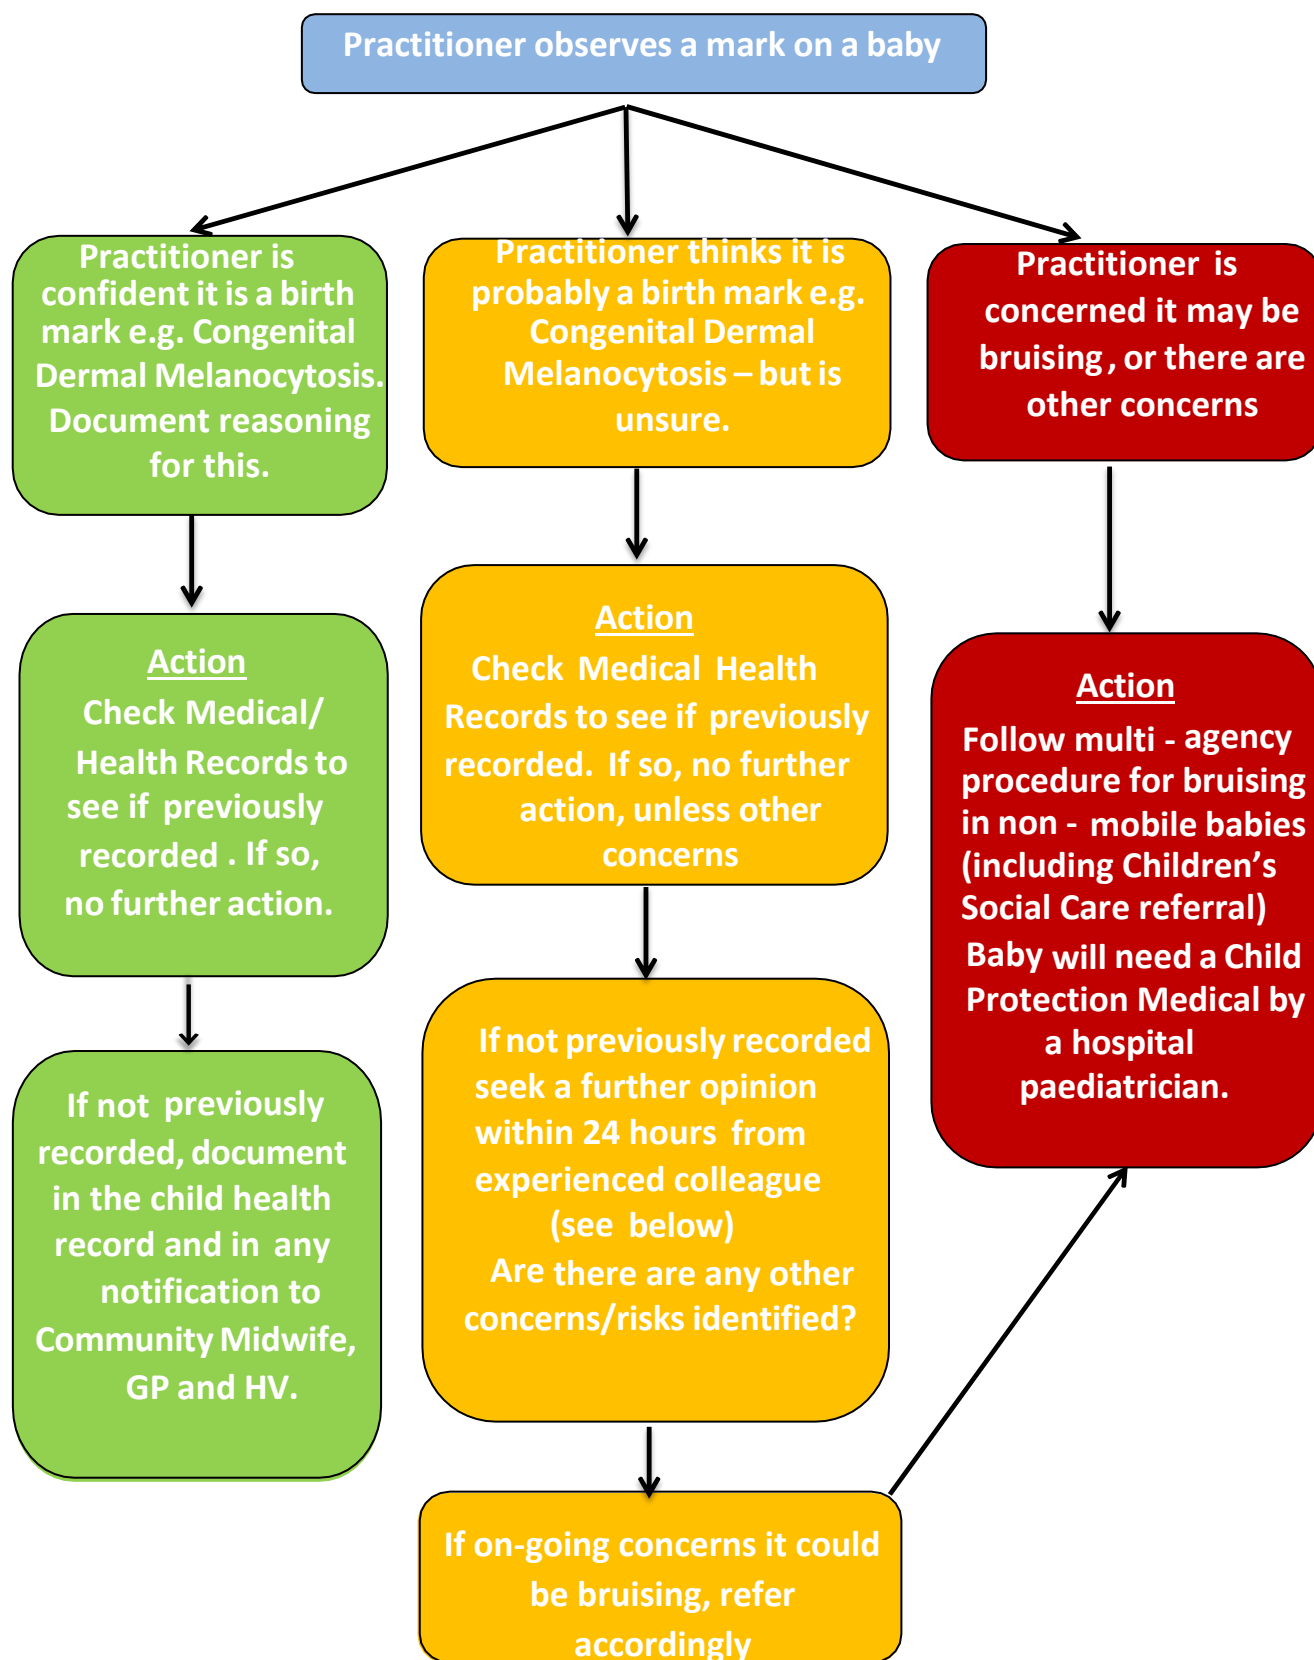 Practitioner observes a mark on a baby
Practitioner is
confident it is a birth
mark e.g. Congenital
Dermal Melanocytosis.
Document reasoning
for this.
Action
Check Medical/
Health Records to
see if previously
recorded . If so,
no further action.
If not previously
recorded, document
in the child health
record and in any
notification to
Community Midwife,
GP and HV.
Practitioner thinks it is
probably a birth mark e.g.
Congenital Dermal
Melanocytosis – but is
unsure.
Action
Check Medical Health
Records to see if previously
recorded. If so, no further
action, unless other
concerns
If not previously recorded
seek a further opinion
within 24 hours from
experienced colleague
(see below)
Are there are any other
concerns/risks identified?
If on-going concerns it could
be bruising, refer
accordingly
Practitioner is
concerned it may be
bruising , or there are
other concerns
Action
Follow multi - agency
procedure for bruising
in non - mobile babies
(including Children’s
Social Care referral)
Baby will need a Child
Protection Medical by
a hospital
paediatrician.